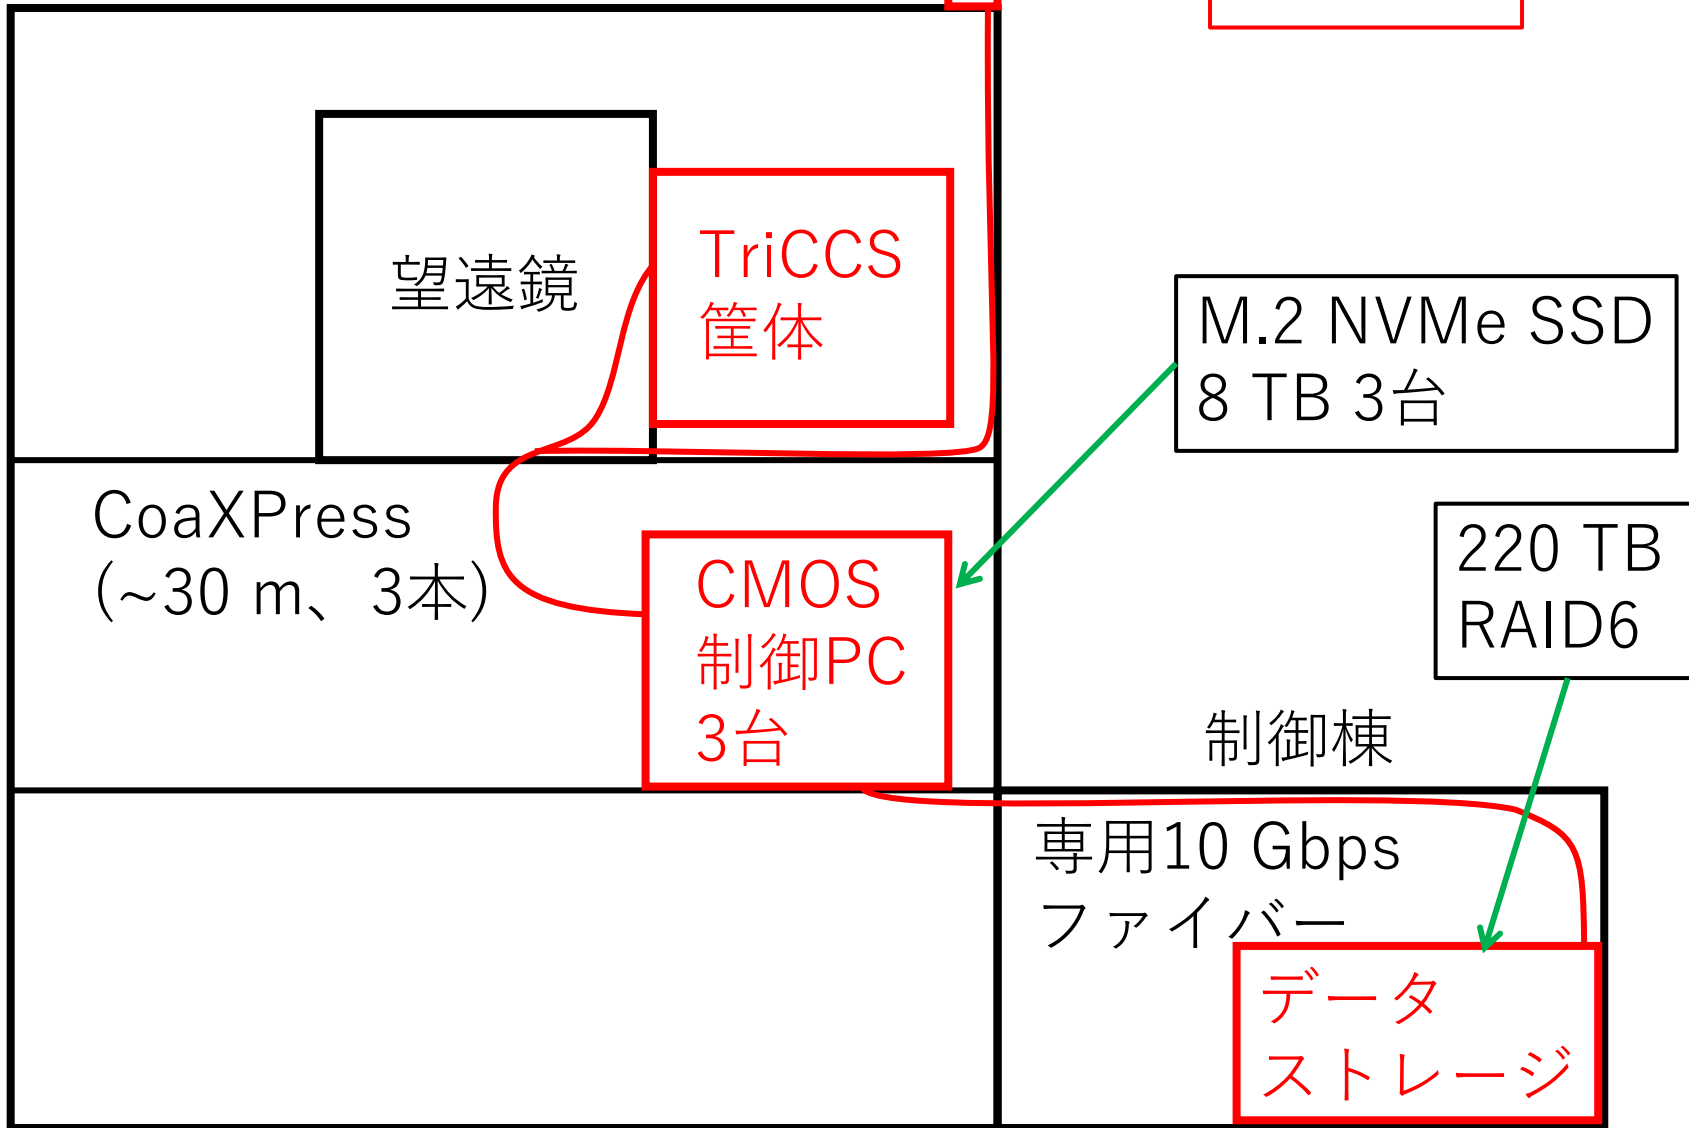 望遠鏡
TriCCS
筐体
M.2 NVMe SSD
8 TB 3台
CoaXPress
(~30 m、3本)
CMOS
制御PC
3台
220 TB
RAID6
制御棟
専用10 Gbps
ファイバー
データ
ストレージ